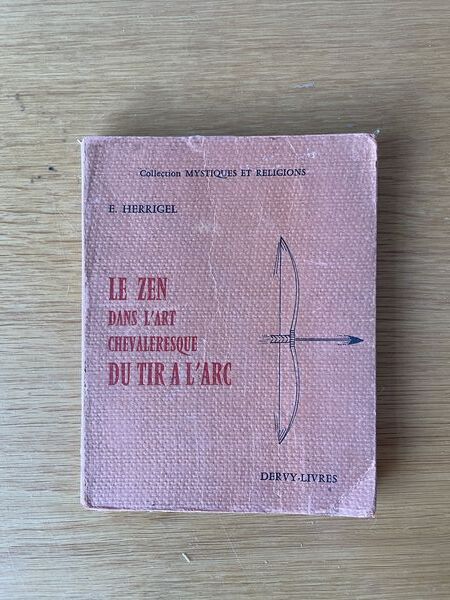 Collection MYSTIQUES ET RELIGIONS
E. HERRIGEL
LE ZEN
DANS L'ART
CHEVALERESQUE
DU TIR A L'ARC
DERVY-LIVRES